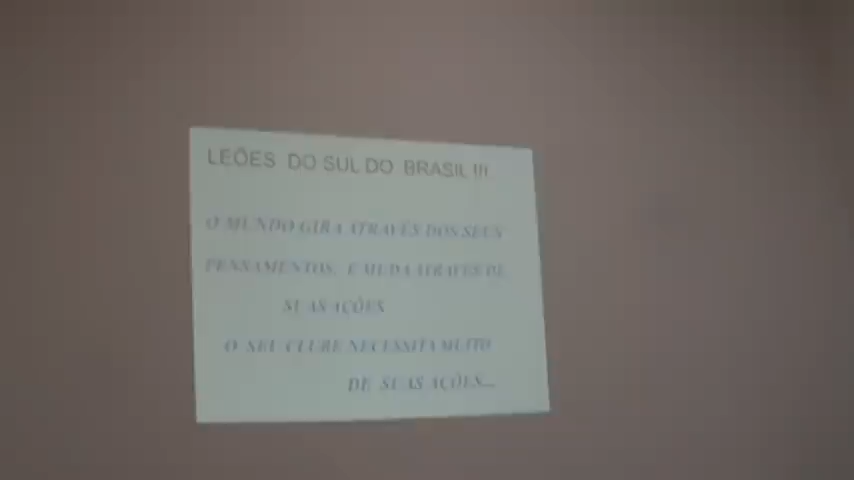 LEÕES DO SUL DO BRASIL !!!
O MUNDO GIRA ATRAVÉS DOS SEUS
PENSAMENTOS, E MUDA ATRAVÉS DE
SUAS AÇÕES
O SEU CLUBE NECESSITA MUITO
DE SUAS AÇÕES...